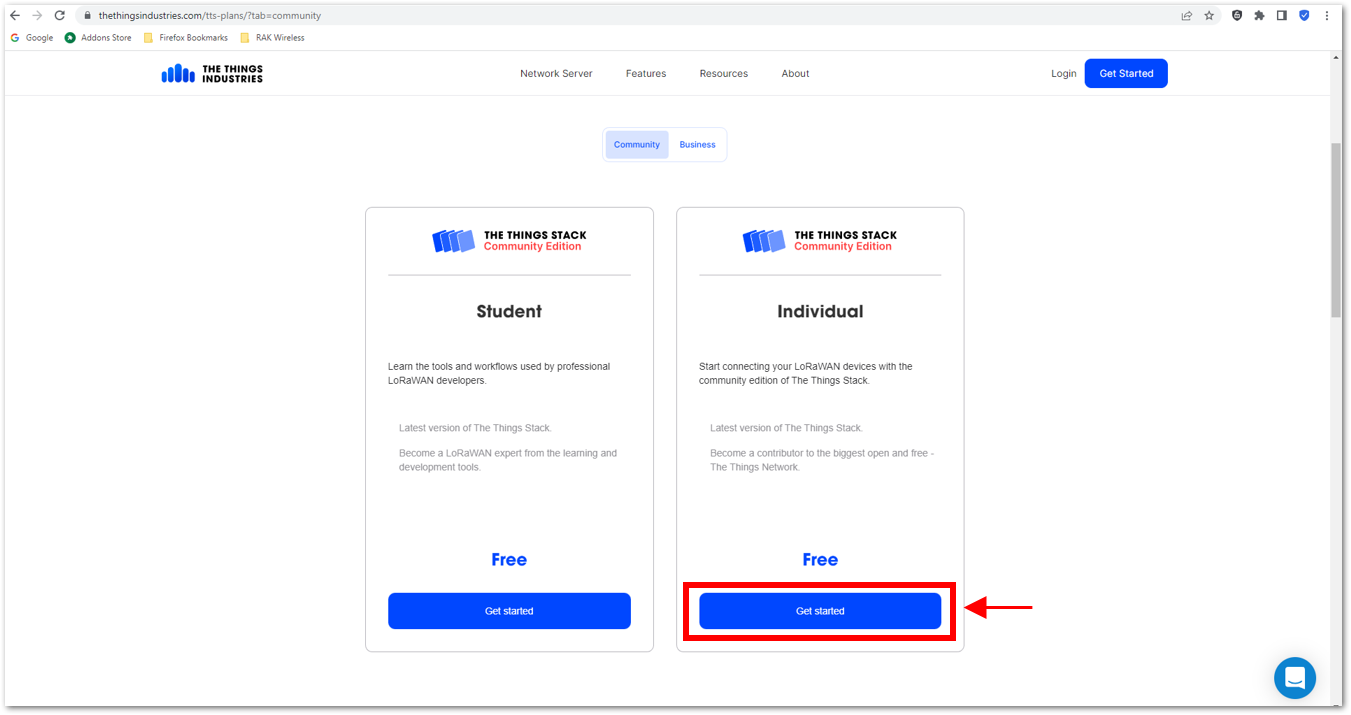 thethingsindustries.com/tts-plans/?tab=community
Google Addons Store Firefox Bookmarks RAK Wireless
THE THINGS
INDUSTRIES
Network Server Features Resources About Login Get Started
Community Business
THE THINGS STACK
Community Edition
Student
Learn the tools and workflows used by professional
LoRaWAN developers.
Latest version of The Things Stack.
Become a LoRaWAN expert from the learning and
development tools.
Free
Get started
THE THINGS STACK
Community Edition
Individual
Start connecting your LoRaWAN devices with the
community edition of The Things Stack.
Latest version of The Things Stack.
Become a contributor to the biggest open and free -
The Things Network.
Free
Get started